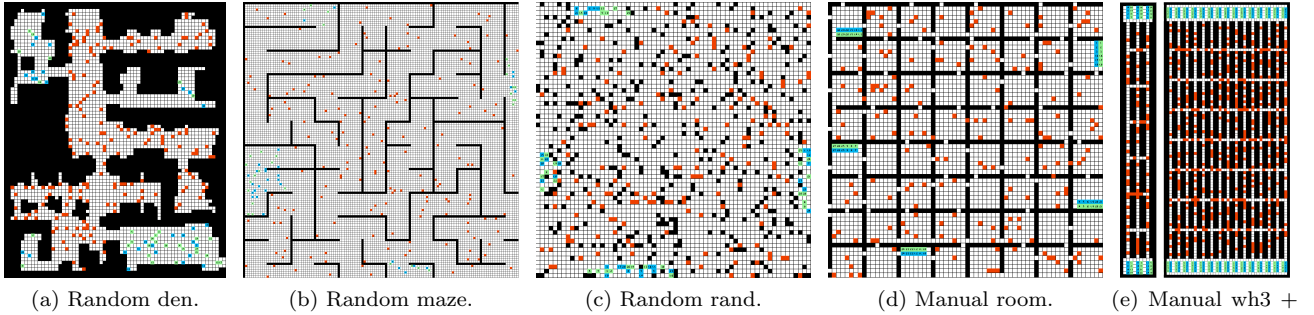 (a) Random den.
(b) Random maze.
(c) Random rand.
(d) Manual room.
(e) Manual wh3 +